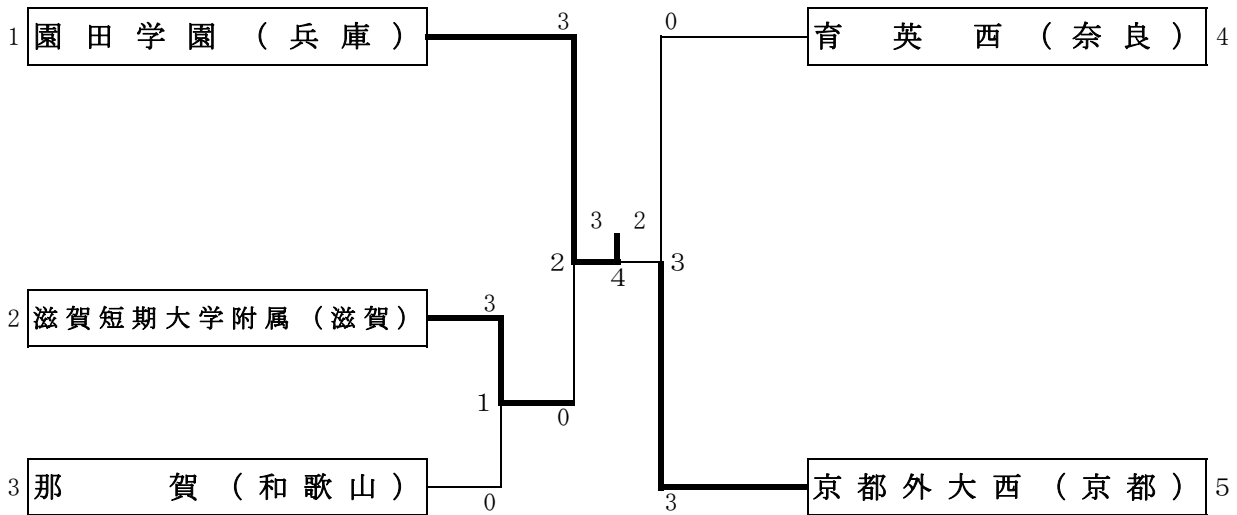 3 0
1 園田学園(兵庫) 育英西(奈良) 4
3 2
2 3
4
3
2 滋賀短期大学附属(滋賀)
1
0
3 那賀(和歌山) 京都外大西(京都) 5
0 3